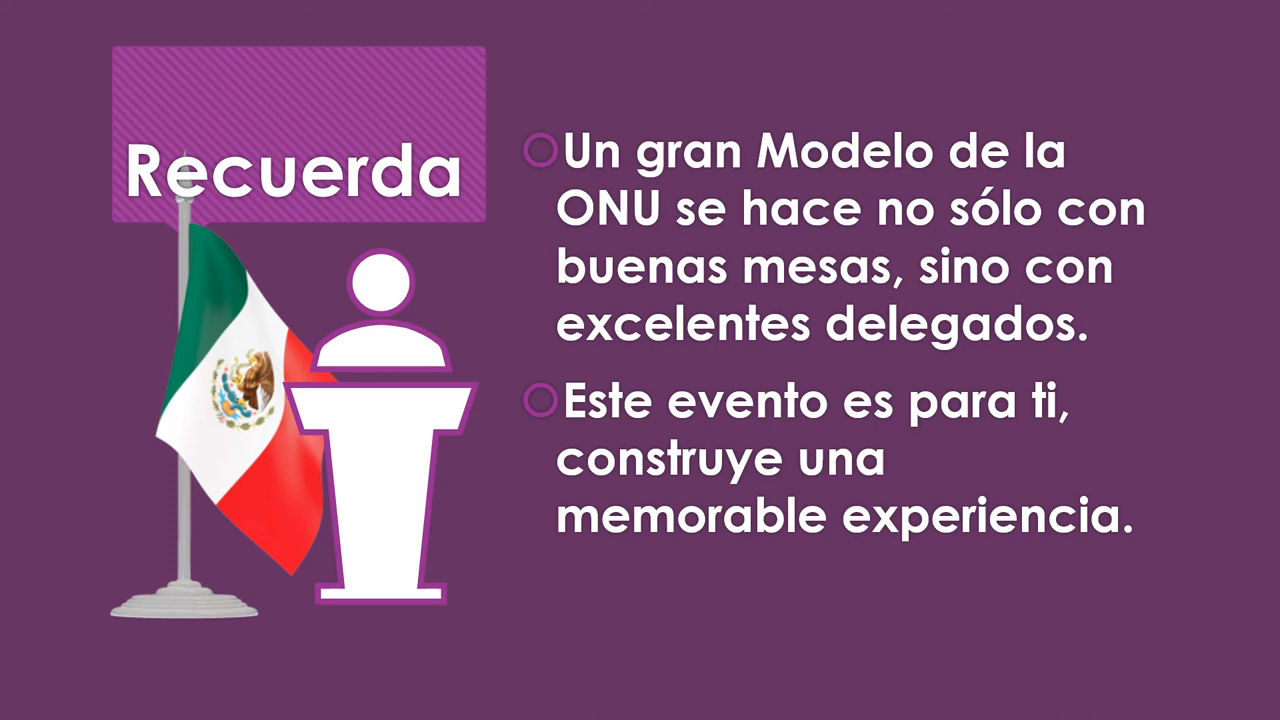 Recuerda
Un gran Modelo de la
ONU se hace no sólo con
buenas mesas, sino con
excelentes delegados.
Este evento es para ti,
construye una
memorable experiencia.